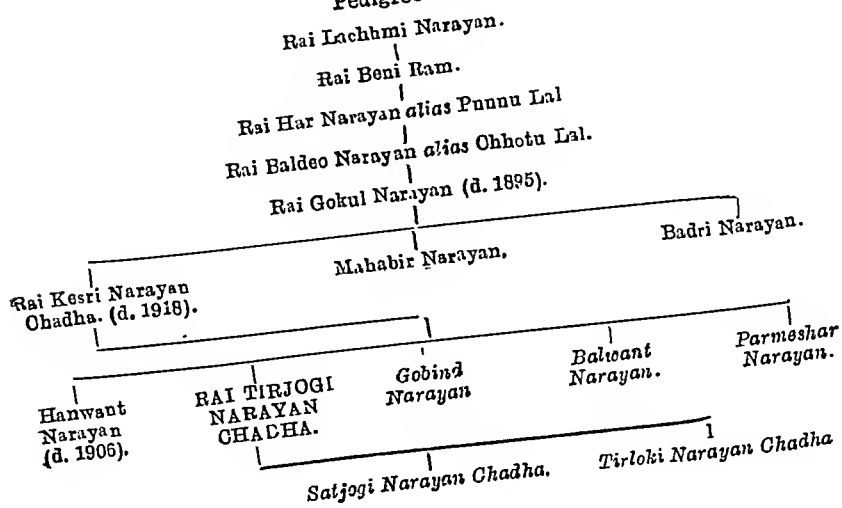 Pedigree
Rai Lachhmi Narayan.
Rai Beni Ram.
Rai Har Narayan alias Punnu Lal
Rai Baldeo Narayan alias Chhotu Lal.
Rai Gokul Narayan (d. 1895).
Rai Kesri Narayan
Chadha. (d. 1918).
Mahabir Narayan.
Badri Narayan.
Hanwant
Narayan
(d. 1906).
RAI TIRJOGI
NARAYAN
CHADHA.
Gobind
Narayan
Balwant
Narayan.
Parmeshar
Narayan.
Satjogi Narayan Chadha.
Tirloki Narayan Chadha